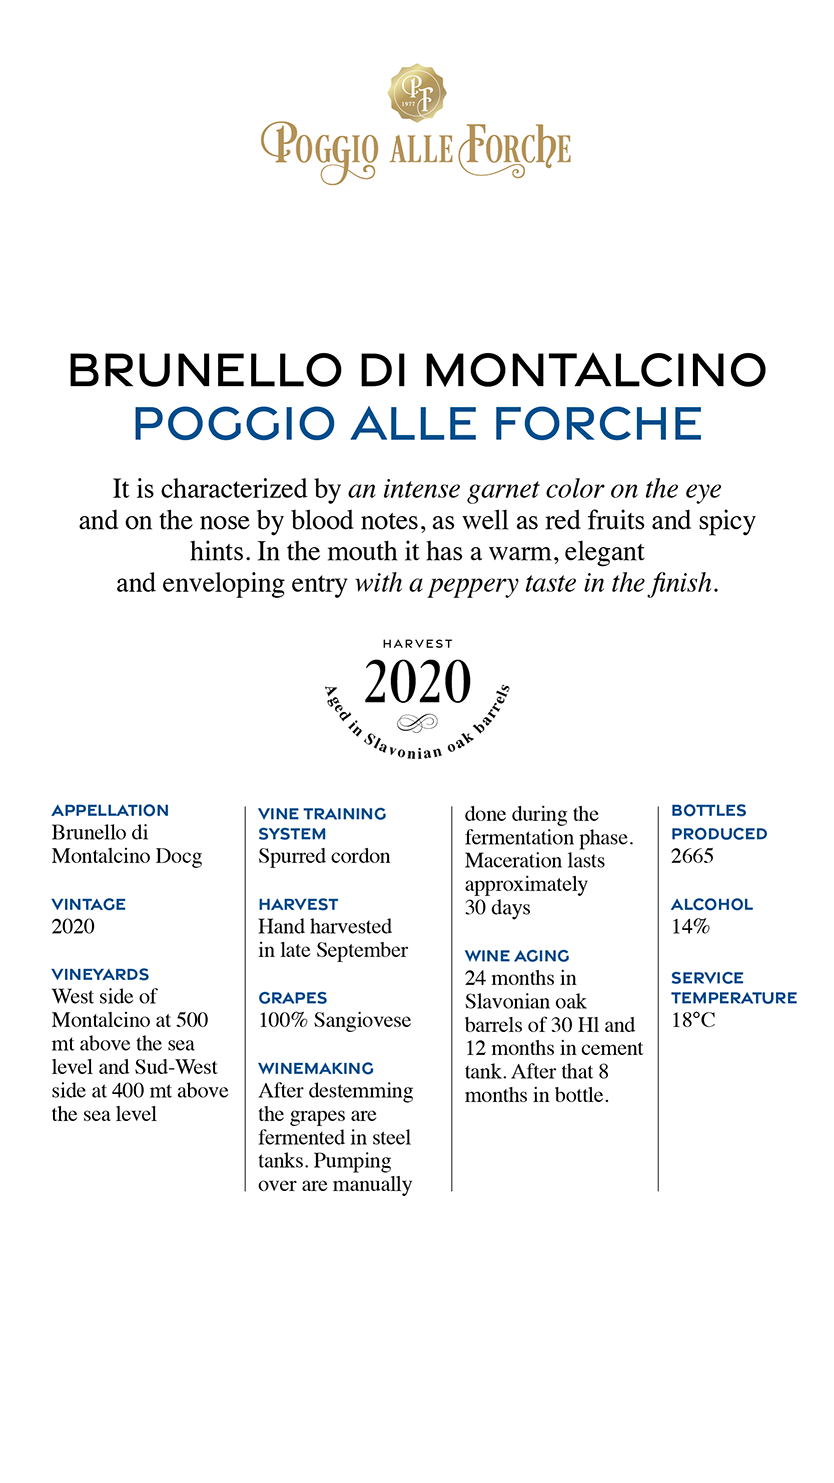 PF
1977
POGGIO ALLE FORCHE
BRUNELLO DI MONTALCINO
POGGIO ALLE FORCHE
It is characterized by an intense garnet color on the eye
and on the nose by blood notes, as well as red fruits and spicy
hints. In the mouth it has a warm, elegant
and enveloping entry with a peppery taste in the finish.
HARVEST
2020
Aged in Slavonian oak barrels
APPELLATION
Brunello di
Montalcino Docg
VINTAGE
2020
VINEYARDS
West side of
Montalcino at 500
mt above the sea
level and Sud-West
side at 400 mt above
the sea level
VINE TRAINING
SYSTEM
Spurred cordon
HARVEST
Hand harvested
in late September
GRAPES
100% Sangiovese
WINEMAKING
After destemming
the grapes are
fermented in steel
tanks. Pumping
over are manually
done during the
fermentation phase.
Maceration lasts
approximately
30 days
WINE AGING
24 months in
Slavonian oak
barrels of 30 Hl and
12 months in cement
tank. After that 8
months in bottle.
BOTTLES
PRODUCED
2665
ALCOHOL
14%
SERVICE
TEMPERATURE
18°C